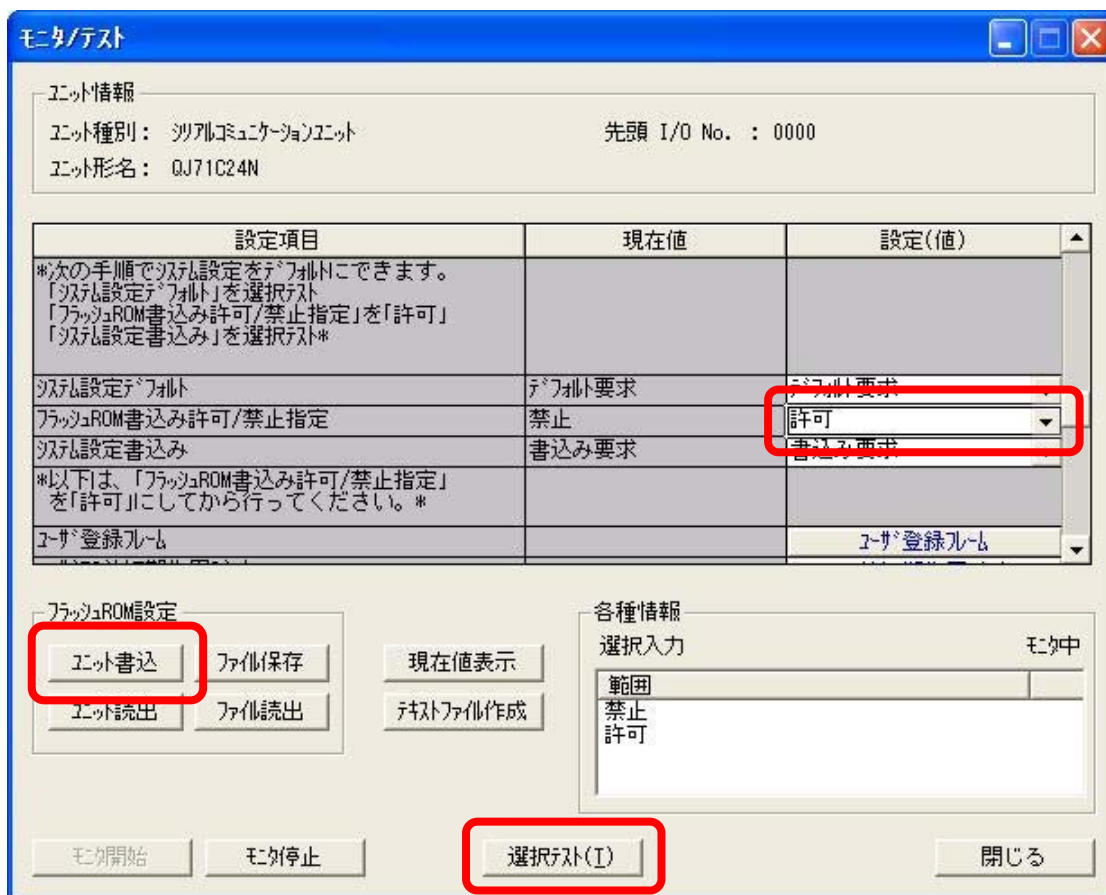 モニタ/テスト
ユニット情報
ユニット種別： シリアルコミュニケーションユニット 先頭 I/O No. : 0000
ユニット形名： QJ71C24N
設定項目 現在値 設定(値)
*次の手順でシステム設定をデフォルトにできます。
「システム設定デフォルト」を選択テスト
「フラッシュROM書込み許可/禁止指定」を「許可」
「システム設定書込み」を選択テスト*
システム設定デフォルト デフォルト要求 デフォルト要求
フラッシュROM書込み許可/禁止指定 禁止 許可
システム設定書込み 書込み要求 書込み要求
*以下は、「フラッシュROM書込み許可/禁止指定」
を「許可」にしてから行ってください。*
ユーザ登録フレーム ユーザ登録フレーム
フラッシュROM設定
ユニット書込 ファイル保存
ユニット読出 ファイル読出
現在値表示
テキストファイル作成
各種情報
選択入力 モニタ中
範囲
禁止
許可
モニタ開始 モニタ停止 選択テスト(T) 閉じる